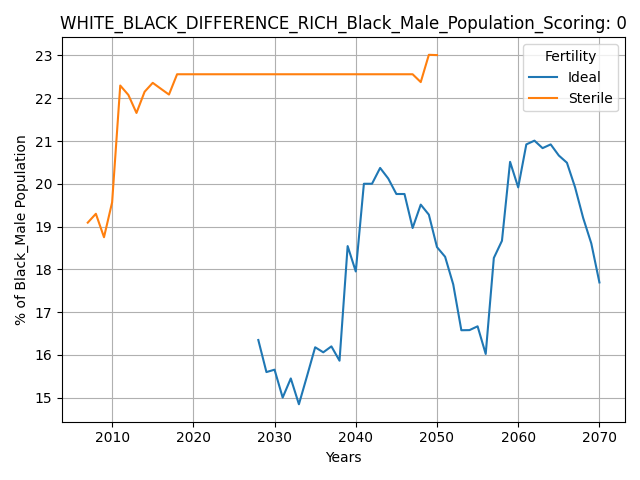 WHITE_BLACK_DIFFERENCE_RICH_Black_Male_Population_Scoring: 0
% of Black_Male Population
23
22
21
20
19
18
17
16
15
Fertility
Ideal
Sterile
2010 2020 2030 2040 2050 2060 2070
Years